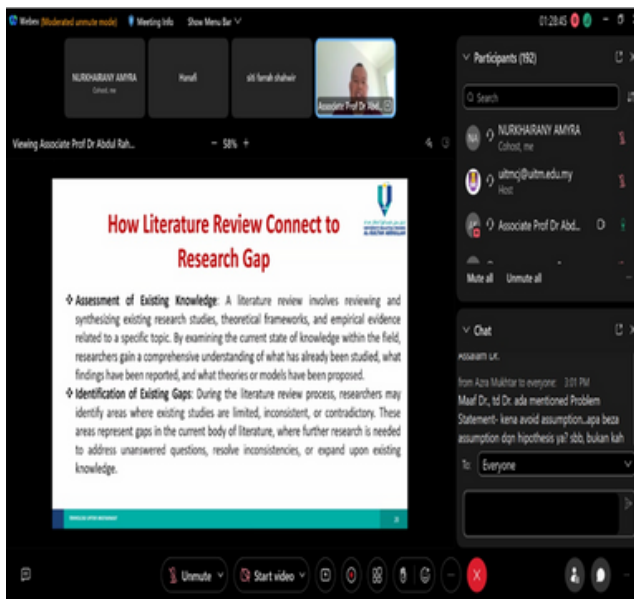 Webex (Moderated unmute mode) Meeting Info Show Menu Bar
01:28:45
NURKHAIRANY AMYRA
Cohost, me
Hanafi
siti farrah shahwir
Associate Prof Dr Abd...
Viewing Associate Prof Dr Abdul Rah...
− 58% +
How Literature Review Connect to
Research Gap
❖ Assessment of Existing Knowledge: A literature review involves reviewing and
synthesizing existing research studies, theoretical frameworks, and empirical evidence
related to a specific topic. By examining the current state of knowledge within the field,
researchers gain a comprehensive understanding of what has already been studied, what
findings have been reported, and what theories or models have been proposed.
❖ Identification of Existing Gaps: During the literature review process, researchers may
identify areas where existing studies are limited, inconsistent, or contradictory. These
areas represent gaps in the current body of literature, where further research is needed
to address unanswered questions, resolve inconsistencies, or expand upon existing
knowledge.
Participants (192)
Search
NA
NURKHAIRANY AMYRA
Cohost, me
uitmcj@uitm.edu.my
Host
Associate Prof Dr Abd...
Mute all Unmute all
Chat
Assalam Dr.
from Azra Mukhtar to everyone: 3:01 PM
Maaf Dr., td Dr. ada mentioned Problem
Statement- kena avoid assumption...apa beza
assumption dqn hipothesis ya? sbb, bukan kah
To: Everyone
Unmute
Start video